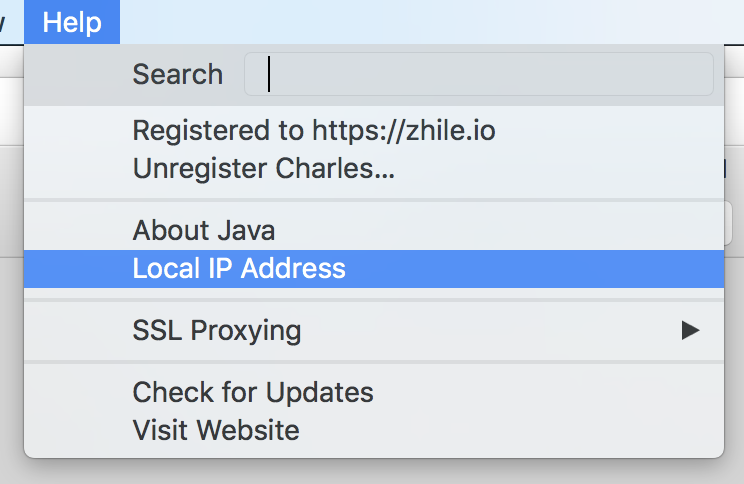 Help
Search
Registered to https://zhile.io
Unregister Charles...
About Java
Local IP Address
SSL Proxying
Check for Updates
Visit Website